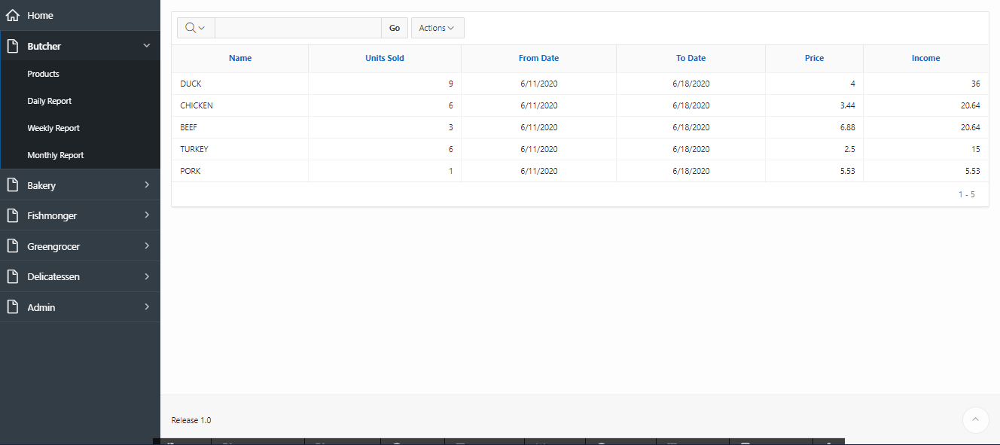 Home
Butcher
Products
Daily Report
Weekly Report
Monthly Report
Bakery
Fishmonger
Greengrocer
Delicatessen
Admin
Go Actions
Name Units Sold From Date To Date Price Income
DUCK 9 6/11/2020 6/18/2020 4 36
CHICKEN 6 6/11/2020 6/18/2020 3.44 20.64
BEEF 3 6/11/2020 6/18/2020 6.88 20.64
TURKEY 6 6/11/2020 6/18/2020 2.5 15
PORK 1 6/11/2020 6/18/2020 5.53 5.53
1 - 5
Release 1.0